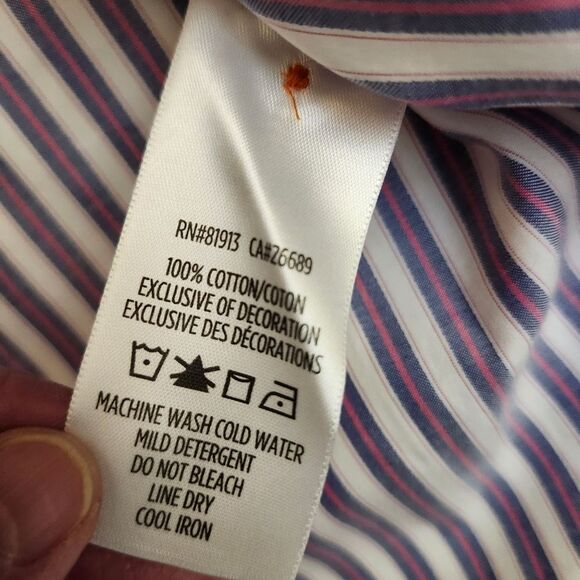 RN#81913 CA#26689
100% COTTON/COTON
EXCLUSIVE OF DECORATION
EXCLUSIVE DES DÉCORATIONS
MACHINE WASH COLD WATER
MILD DETERGENT
DO NOT BLEACH
LINE DRY
COOL IRON